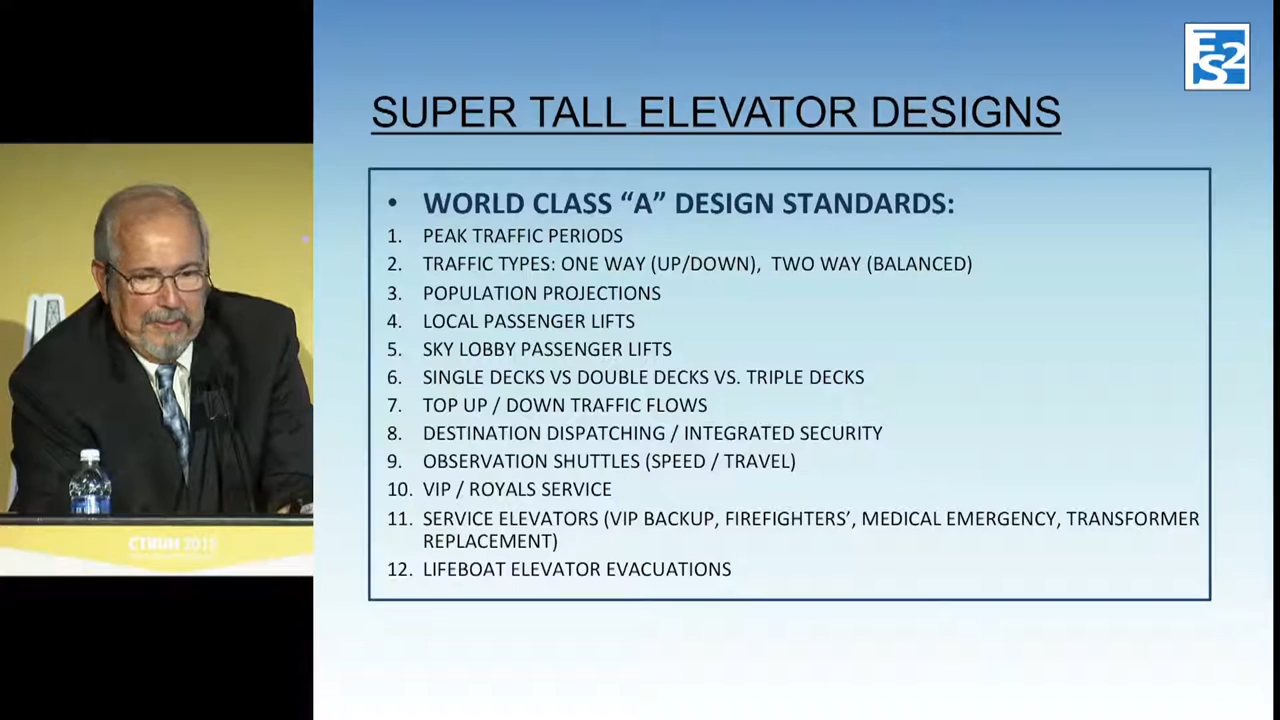 FS2
SUPER TALL ELEVATOR DESIGNS
• WORLD CLASS “A” DESIGN STANDARDS:
1. PEAK TRAFFIC PERIODS
2. TRAFFIC TYPES: ONE WAY (UP/DOWN), TWO WAY (BALANCED)
3. POPULATION PROJECTIONS
4. LOCAL PASSENGER LIFTS
5. SKY LOBBY PASSENGER LIFTS
6. SINGLE DECKS VS DOUBLE DECKS VS. TRIPLE DECKS
7. TOP UP / DOWN TRAFFIC FLOWS
8. DESTINATION DISPATCHING / INTEGRATED SECURITY
9. OBSERVATION SHUTTLES (SPEED / TRAVEL)
10. VIP / ROYALS SERVICE
11. SERVICE ELEVATORS (VIP BACKUP, FIREFIGHTERS’, MEDICAL EMERGENCY, TRANSFORMER
REPLACEMENT)
12. LIFEBOAT ELEVATOR EVACUATIONS
CTBUH 2015